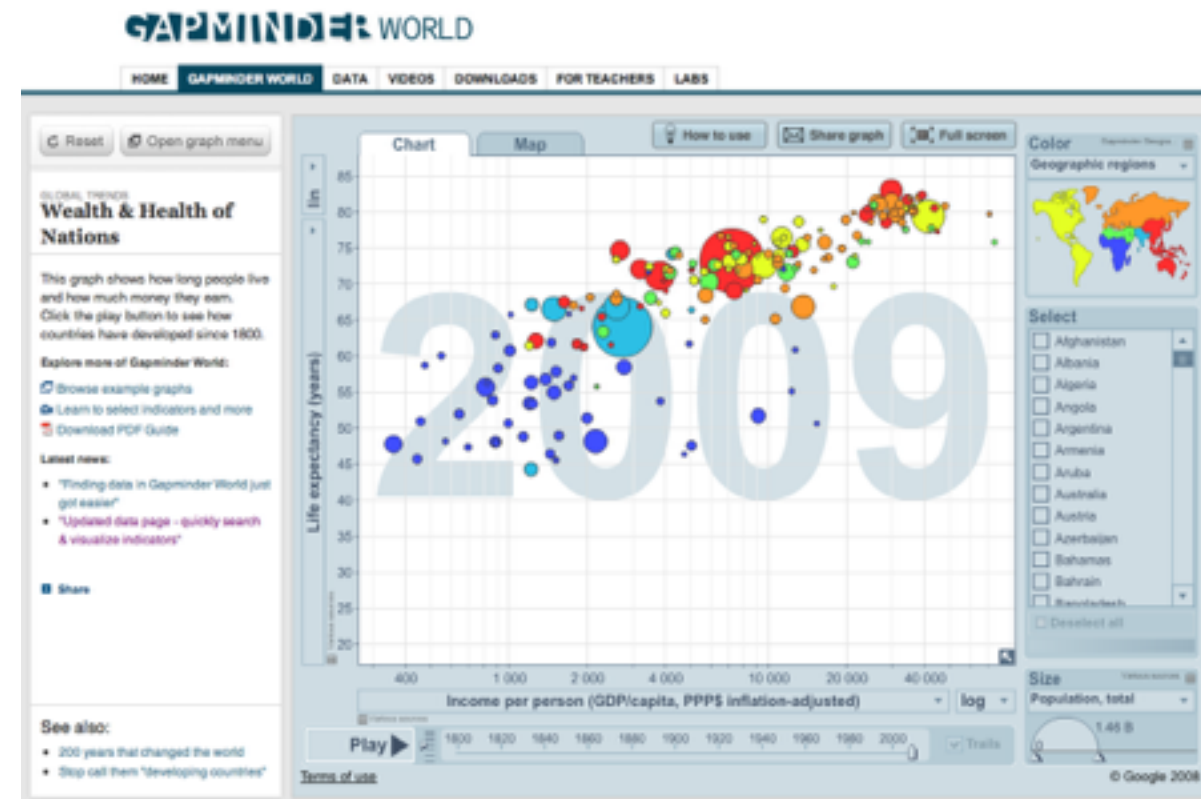 GAPMINDER WORLD
HOME GAPMINDER WORLD DATA VIDEOS DOWNLOADS FOR TEACHERS LABS
Reset Open graph menu
GLOBAL TRENDS
Wealth & Health of
Nations
This graph shows how long people live
and how much money they earn.
Click the play button to see how
countries have developed since 1800.
Explore more of Gapminder World:
Browse example graphs
Learn to select indicators and more
Download PDF Guide
Latest news:
"Finding data in Gapminder World just
got easier"
"Updated data page - quickly search
& visualize indicators"
Share
See also:
200 years that changed the world
Stop call them "developing countries"
Chart Map
How to use Share graph Full screen
lin
Life expectancy (years)
85
80
75
70
65
60
55
50
45
40
35
30
25
20
2009
400 1 000 2 000 4 000 10 000 20 000 40 000
Income per person (GDP/capita, PPP$ inflation-adjusted) log
Play 1800 1820 1840 1860 1880 1900 1920 1940 1960 1980 2000 Trails
Terms of use
Color
Geographic regions
Select
Afghanistan
Albania
Algeria
Angola
Argentina
Armenia
Aruba
Australia
Austria
Azerbaijan
Bahamas
Bahrain
Bangladesh
Deselect all
Size
Population, total
1.46 B
0
© Google 2008